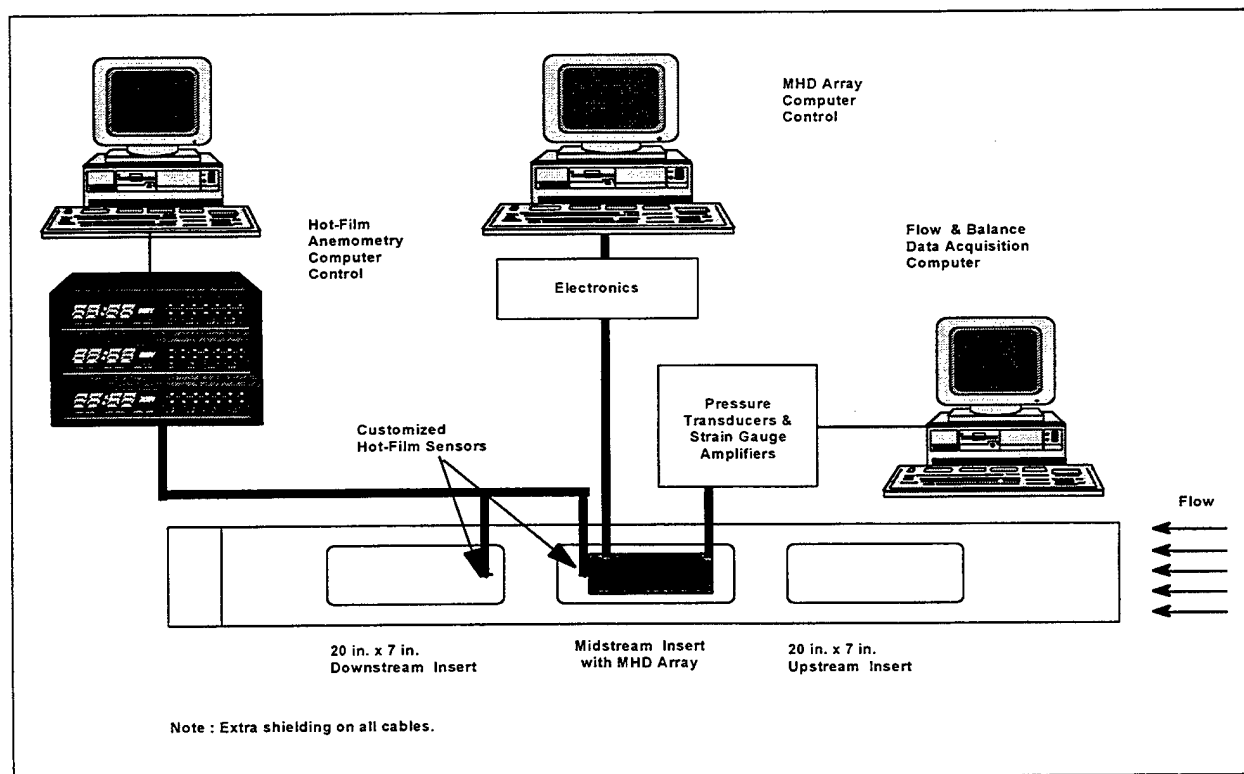 MHD Array
Computer
Control
Hot-Film
Anemometry
Computer
Control
Flow & Balance
Data Acquisition
Computer
Electronics
Pressure
Transducers &
Strain Gauge
Amplifiers
Customized
Hot-Film Sensors
Flow
20 in. x 7 in.
Downstream Insert
Midstream Insert
with MHD Array
20 in. x 7 in.
Upstream Insert
Note : Extra shielding on all cables.